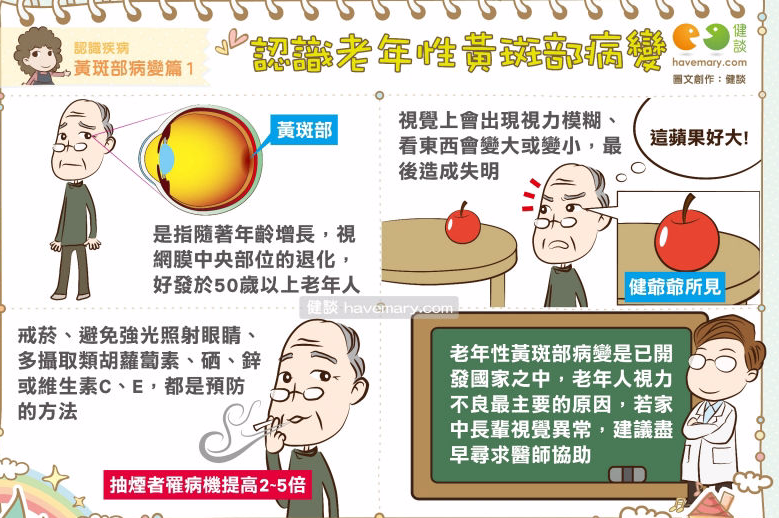 認識疾病
黃斑部病變篇1
認識老年性黃斑部病變
健談
havemary.com
圖文創作：健談
黃斑部
是指隨著年齡增長，視
網膜中央部位的退化，
好發於50歲以上老年人
視覺上會出現視力模糊、
看東西會變大或變小，最
後造成失明
這蘋果好大!
健爺爺所見
健談 havemary.com
戒菸、避免強光照射眼睛、
多攝取類胡蘿蔔素、硒、鋅
或維生素C、E，都是預防
的方法
抽煙者罹病機提高2~5倍
老年性黃斑部病變是已開
發國家之中，老年人視力
不良最主要的原因，若家
中長輩視覺異常，建議盡
早尋求醫師協助